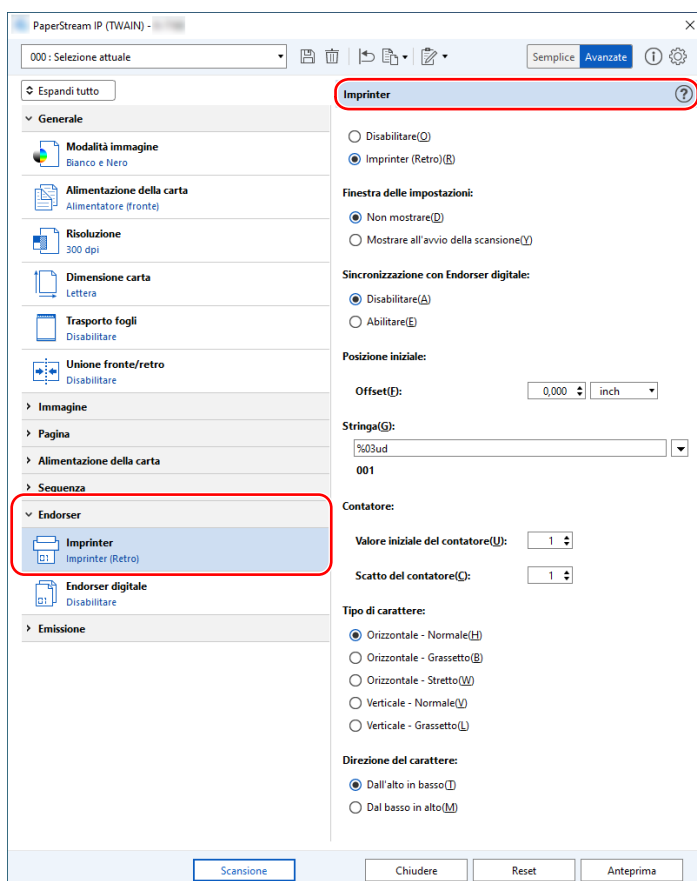 PaperStream IP (TWAIN) -
000 : Selezione attuale
Semplice
Avanzate
Espandi tutto
Generale
Modalità immagine
Bianco e Nero
Alimentazione della carta
Alimentatore (fronte)
Risoluzione
300 dpi
Dimensione carta
Lettera
Trasporto fogli
Disabilitare
Unione fronte/retro
Disabilitare
Immagine
Pagina
Alimentazione della carta
Sequenza
Endorser
Imprinter
Imprinter (Retro)
Endorser digitale
Disabilitare
Emissione
Imprinter
Disabilitare(O)
Imprinter (Retro)(R)
Finestra delle impostazioni:
Non mostrare(D)
Mostrare all'avvio della scansione(Y)
Sincronizzazione con Endorser digitale:
Disabilitare(A)
Abilitare(E)
Posizione iniziale:
Offset(F): 0,000 inch
Stringa(G):
%03ud
001
Contatore:
Valore iniziale del contatore(U): 1
Scatto del contatore(C): 1
Tipo di carattere:
Orizzontale - Normale(H)
Orizzontale - Grassetto(B)
Orizzontale - Stretto(W)
Verticale - Normale(V)
Verticale - Grassetto(L)
Direzione del carattere:
Dall'alto in basso(T)
Dal basso in alto(M)
Scansione
Chiudere
Reset
Anteprima